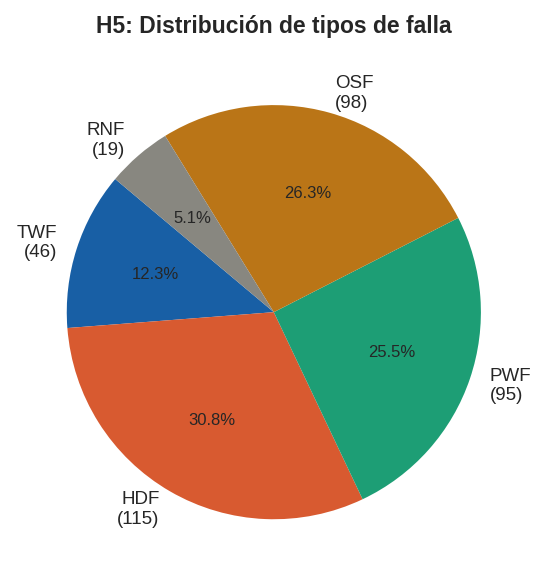 H5: Distribución de tipos de falla
OSF
(98)
RNF
(19)
26.3%
5.1%
TWF
(46)
12.3%
25.5%
PWF
(95)
30.8%
HDF
(115)